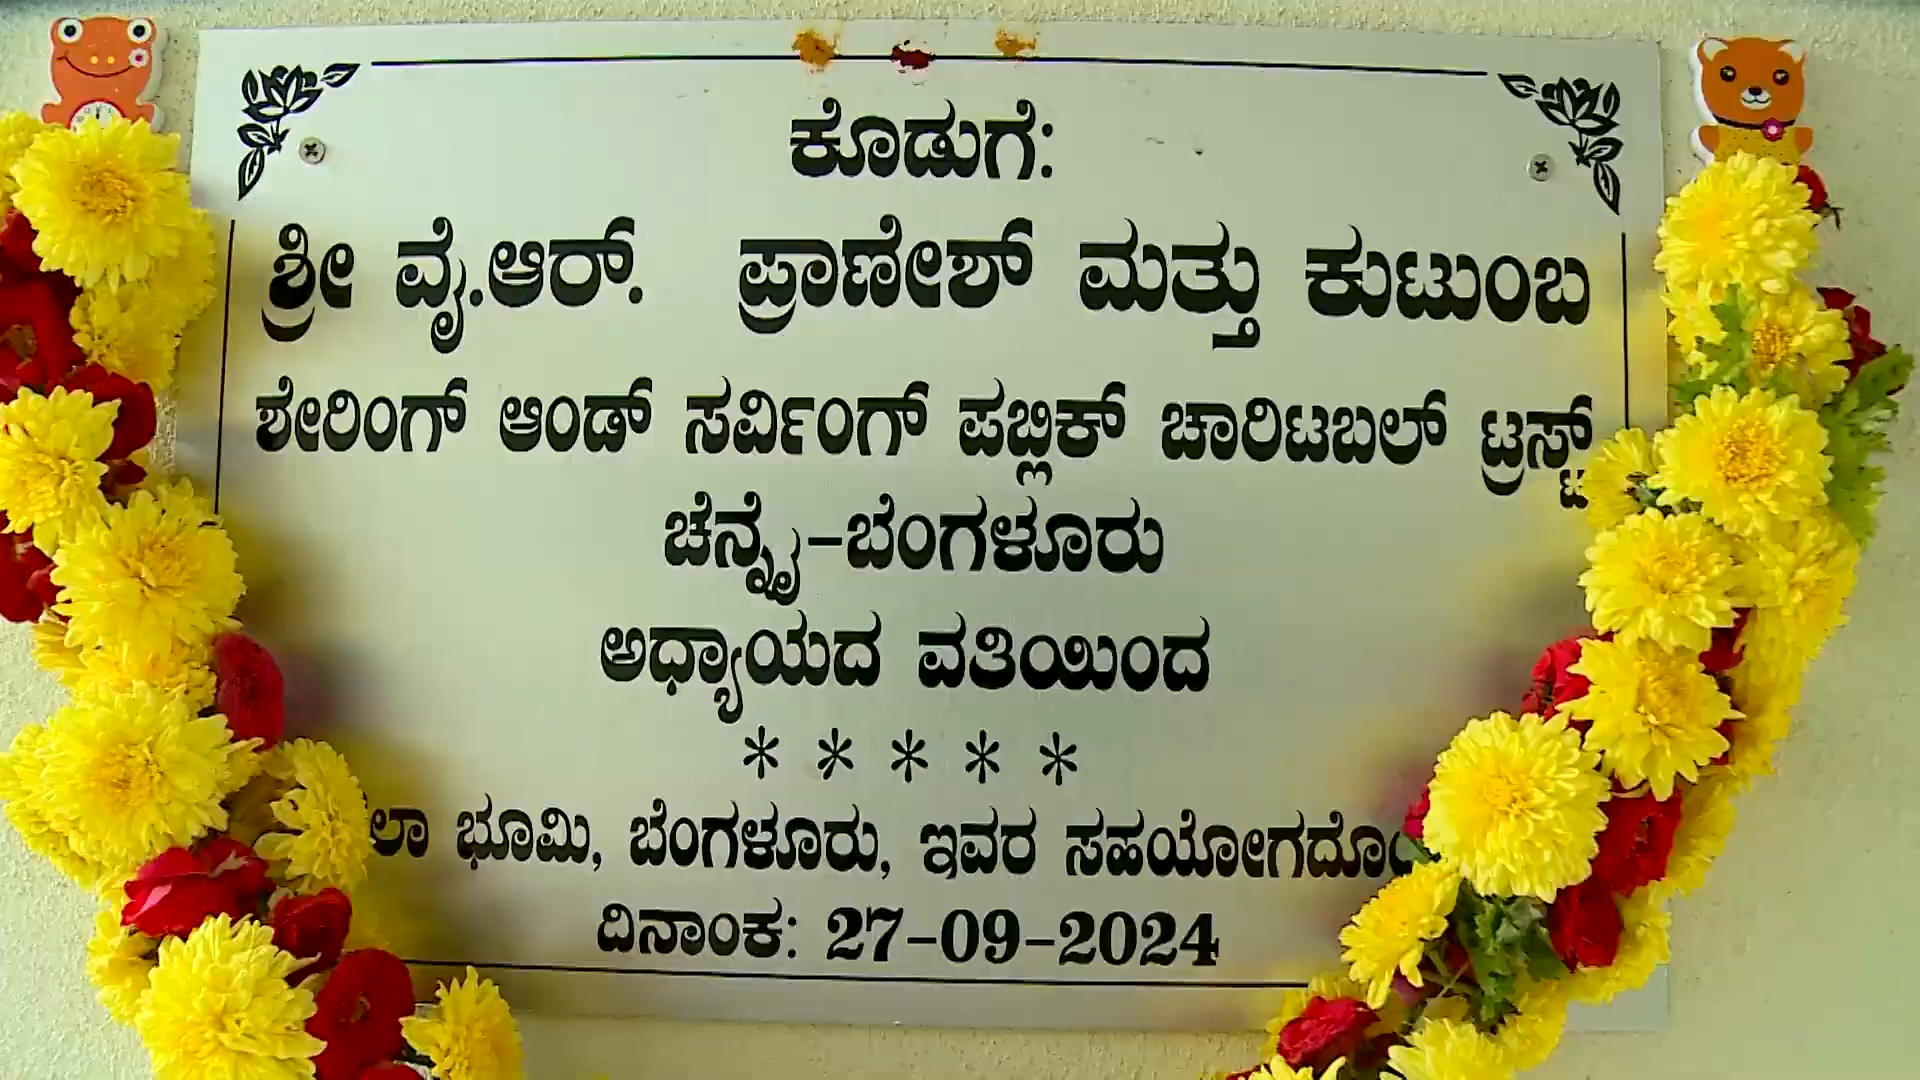 ಕೊಡುಗೆ:
ಶ್ರೀ ವೈ.ಆರ್. ಪ್ರಾಣೇಶ್ ಮತ್ತು ಕುಟುಂಬ
ಶೇರಿಂಗ್ ಆಂಡ್ ಸರ್ವಿಂಗ್ ಪಬ್ಲಿಕ್ ಚಾರಿಟಬಲ್ ಟ್ರಸ್ಟ್
ಚೆನ್ನೈ-ಬೆಂಗಳೂರು
ಅಧ್ಯಾಯದ ವತಿಯಿಂದ
* * * * *
ಭೂಮಿ, ಬೆಂಗಳೂರು, ಇವರ
ದಿನಾಂಕ: 27-09-2024